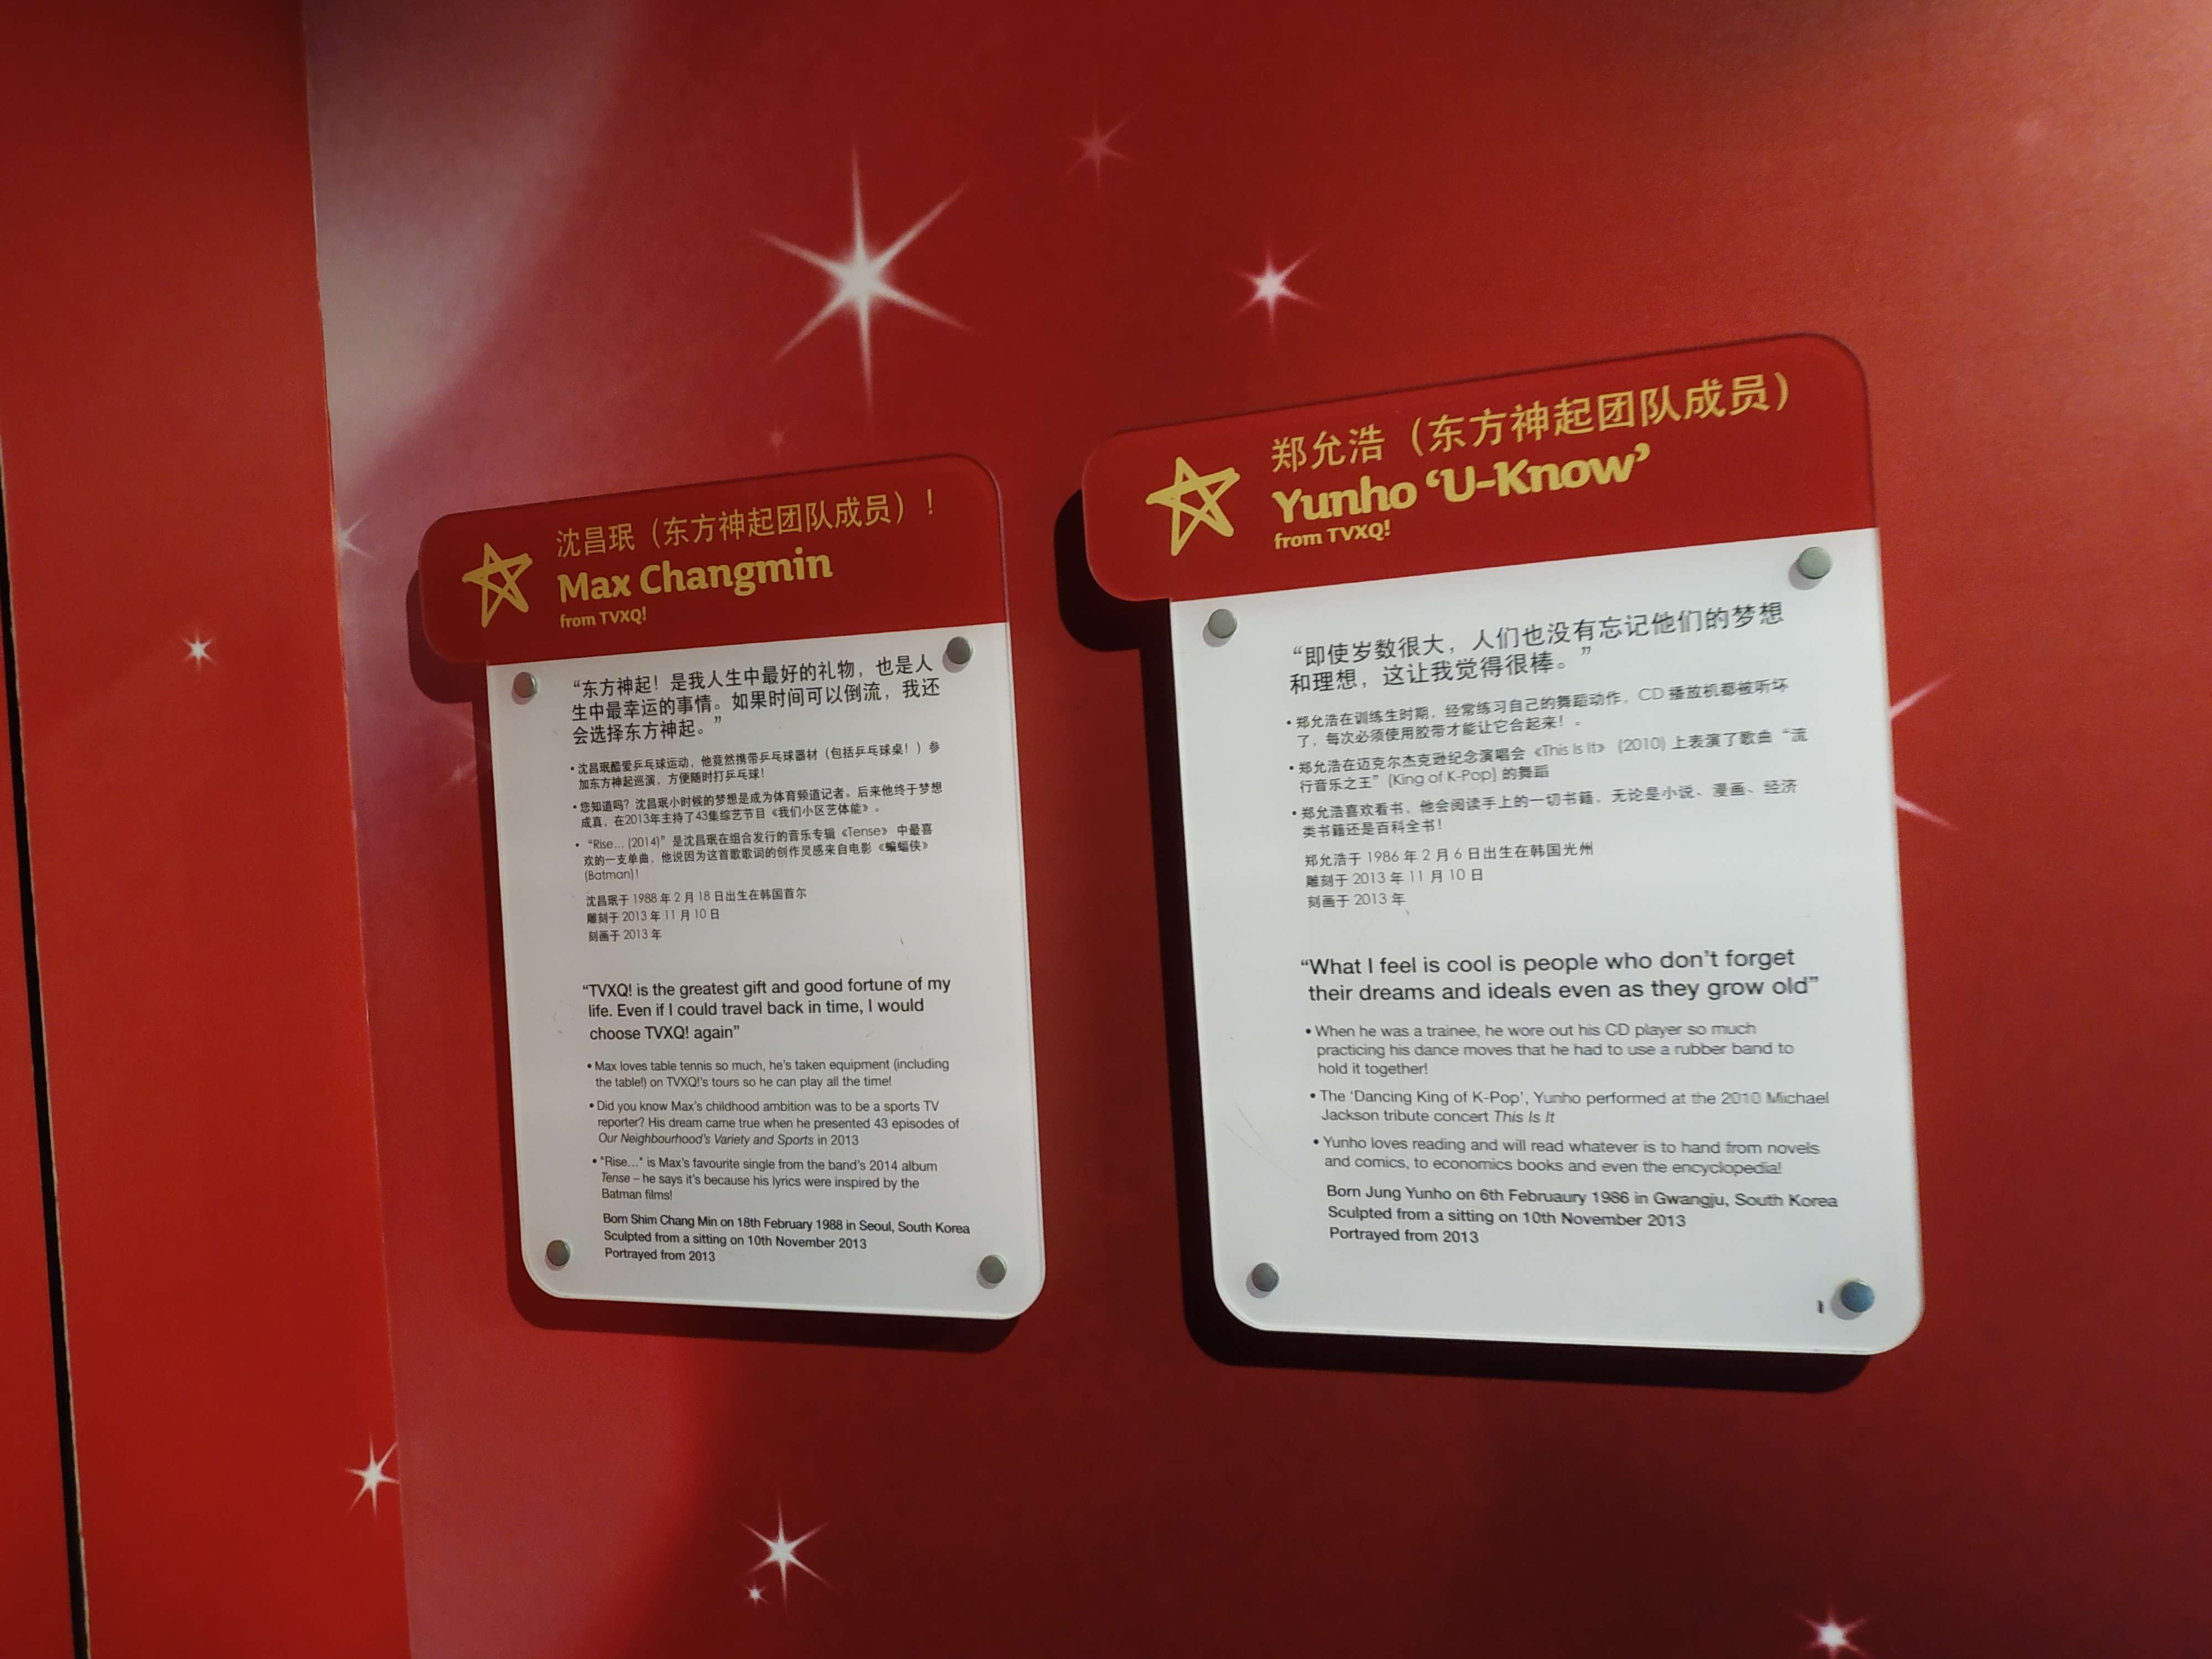 沈昌珉（东方神起团队成员）！
Max Changmin
from TVXQ!
“东方神起！是我人生中最好的礼物，也是人
生中最幸运的事情。如果时间可以倒流，我还
会选择东方神起。”
•沈昌珉酷爱乒乓球运动，他竟然携带乒乓球器材（包括乒乓球桌！）参
加东方神起巡演，方便随时打乒乓球！
•您知道吗？沈昌珉小时候的梦想是成为体育频道记者。后来他终于梦想
成真，在2013年主持了43集综艺节目《我们小区艺体能》。
• “Rise... (2014)”是沈昌珉在组合发行的音乐专辑《Tense》中最喜
欢的一支单曲，他说因为这首歌歌词的创作灵感来自电影《蝙蝠侠》
(Batman)！
沈昌珉于 1988 年 2 月 18 日出生在韩国首尔
雕刻于 2013 年 11 月 10 日
刻画于 2013 年
“TVXQ! is the greatest gift and good fortune of my
life. Even if I could travel back in time, I would
choose TVXQ! again”
• Max loves table tennis so much, he's taken equipment (including
the table!) on TVXQ!'s tours so he can play all the time!
• Did you know Max's childhood ambition was to be a sports TV
reporter? His dream came true when he presented 43 episodes of
Our Neighbourhood's Variety and Sports in 2013
• "Rise..." is Max's favourite single from the band's 2014 album
Tense – he says it's because his lyrics were inspired by the
Batman films!
Born Shim Chang Min on 18th February 1988 in Seoul, South Korea
Sculpted from a sitting on 10th November 2013
Portrayed from 2013
郑允浩（东方神起团队成员）
Yunho ‘U-Know’
from TVXQ!
“即使岁数很大，人们也没有忘记他们的梦想
和理想，这让我觉得很棒。”
•郑允浩在训练生时期，经常练习自己的舞蹈动作，CD 播放机都被听坏
了，每次必须使用胶带才能让它合起来！。
•郑允浩在迈克尔杰克逊纪念演唱会《This Is It》（2010）上表演了歌曲“流
行音乐之王”(King of K-Pop) 的舞蹈
•郑允浩喜欢看书，他会阅读手上的一切书籍，无论是小说、漫画、经济
类书籍还是百科全书！
郑允浩于 1986 年 2 月 6 日出生在韩国光州
雕刻于 2013 年 11 月 10 日
刻画于 2013 年
“What I feel is cool is people who don't forget
their dreams and ideals even as they grow old”
• When he was a trainee, he wore out his CD player so much
practicing his dance moves that he had to use a rubber band to
hold it together!
• The ‘Dancing King of K-Pop’, Yunho performed at the 2010 Michael
Jackson tribute concert This Is It
• Yunho loves reading and will read whatever is to hand from novels
and comics, to economics books and even the encyclopedia!
Born Jung Yunho on 6th Februaury 1986 in Gwangju, South Korea
Sculpted from a sitting on 10th November 2013
Portrayed from 2013